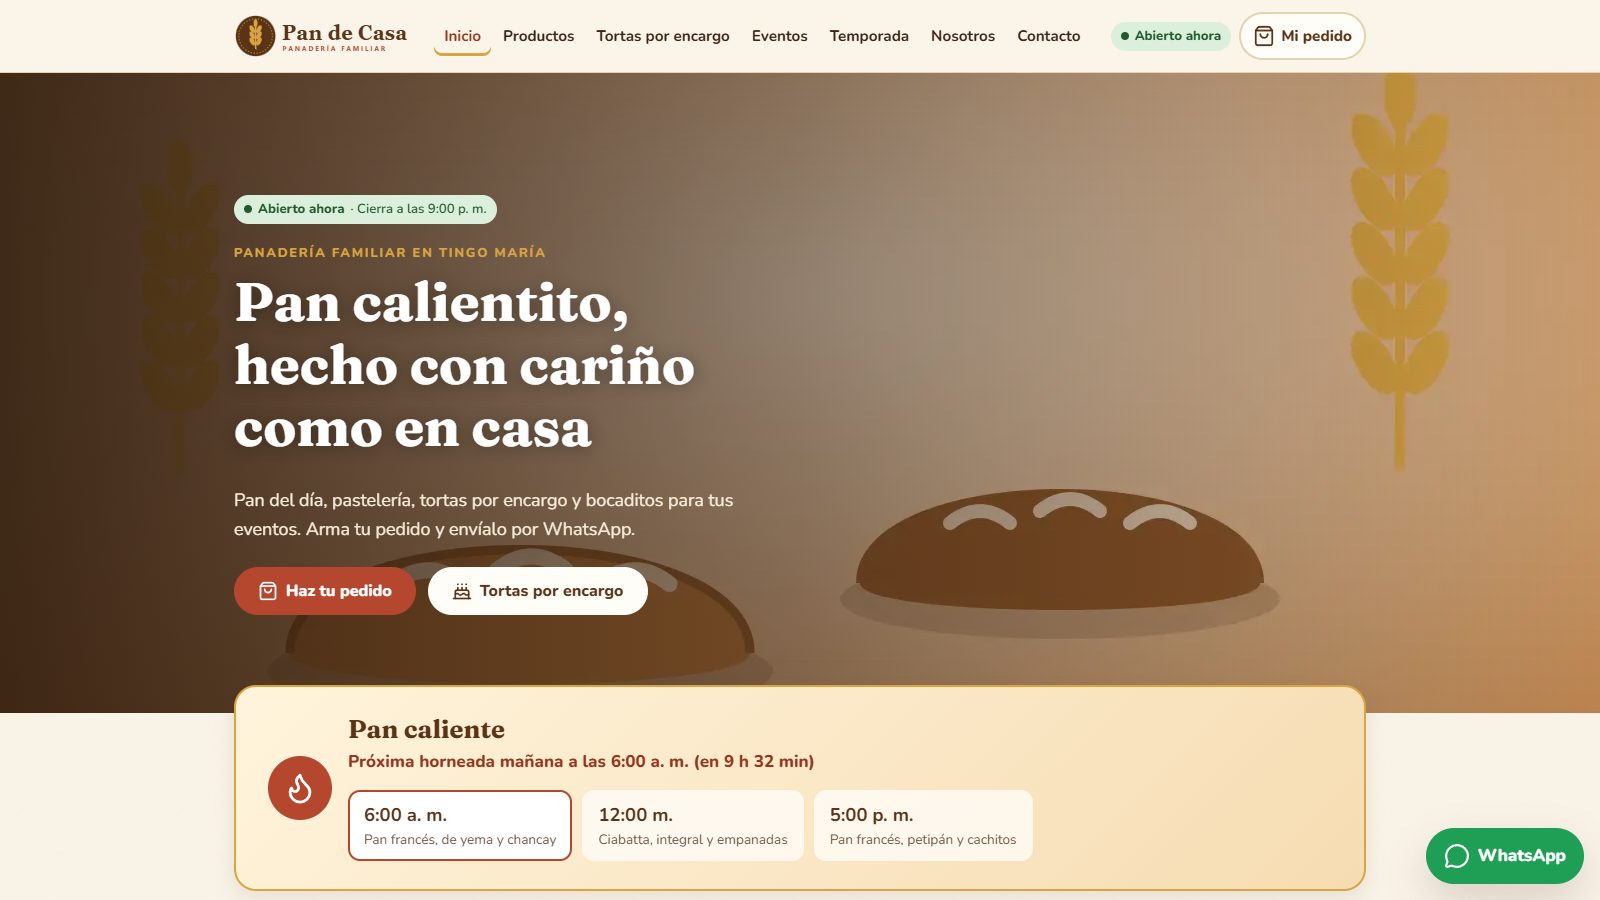 Pan de Casa
PANADERÍA FAMILIAR
Inicio
Productos
Tortas por encargo
Eventos
Temporada
Nosotros
Contacto
Abierto ahora
Mi pedido
Abierto ahora · Cierra a las 9:00 p. m.
PANADERÍA FAMILIAR EN TINGO MARÍA
Pan calientito,
hecho con cariño
como en casa
Pan del día, pastelería, tortas por encargo y bocaditos para tus
eventos. Arma tu pedido y envíalo por WhatsApp.
Haz tu pedido
Tortas por encargo
Pan caliente
Próxima horneada mañana a las 6:00 a. m. (en 9 h 32 min)
6:00 a. m.
Pan francés, de yema y chancay
12:00 m.
Ciabatta, integral y empanadas
5:00 p. m.
Pan francés, petipán y cachitos
WhatsApp